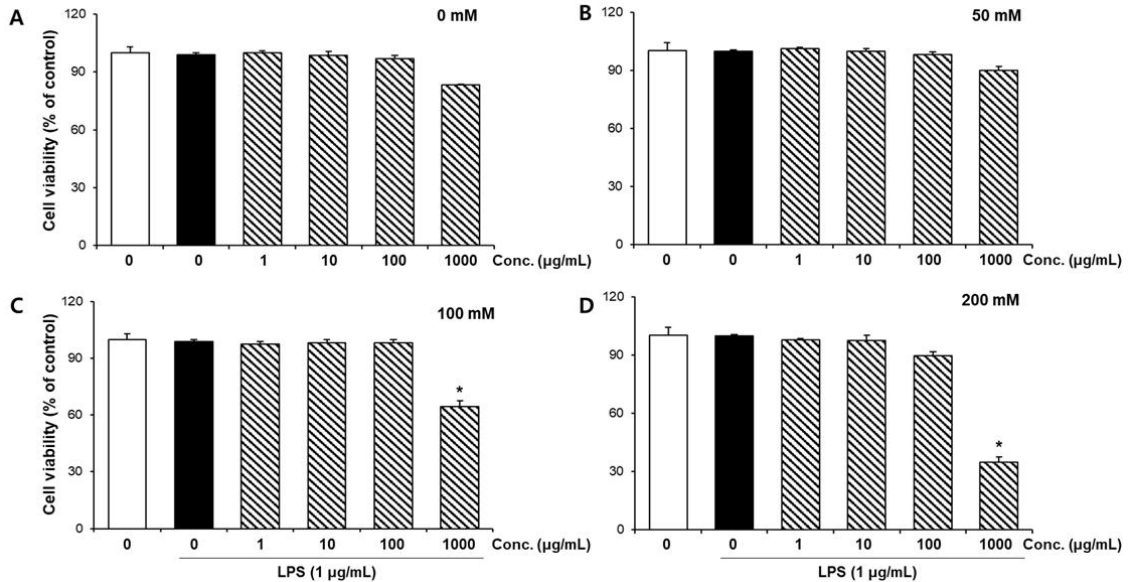 A
0 mM
Cell viability (% of control)
120
90
60
30
0
0 0 1 10 100 1000 Conc. (µg/mL)
B
50 mM
120
90
60
30
0
0 0 1 10 100 1000 Conc. (µg/mL)
C
100 mM
Cell viability (% of control)
120
90
60
30
0
*
0 0 1 10 100 1000 Conc. (µg/mL)
LPS (1 µg/mL)
D
200 mM
120
90
60
30
0
*
0 0 1 10 100 1000 Conc. (µg/mL)
LPS (1 µg/mL)